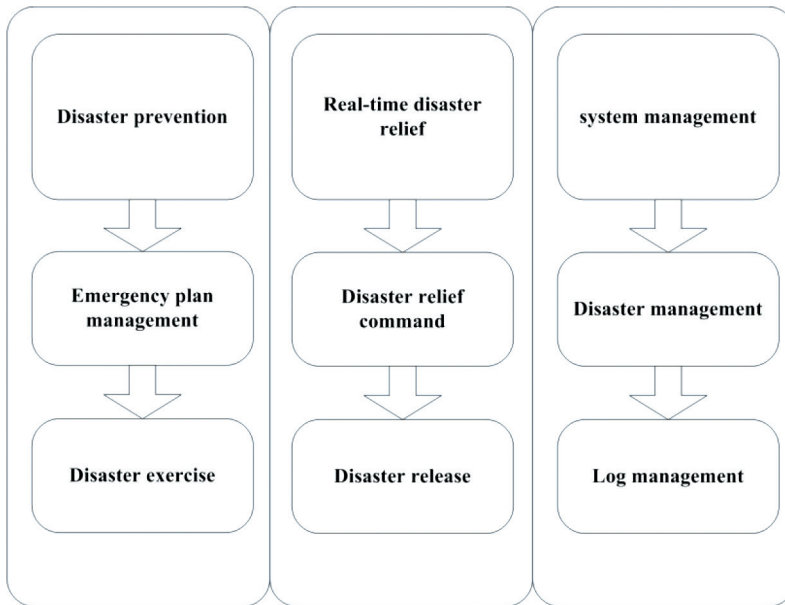 Disaster prevention
Emergency plan
management
Disaster exercise
Real-time disaster
relief
Disaster relief
command
Disaster release
system management
Disaster management
Log management